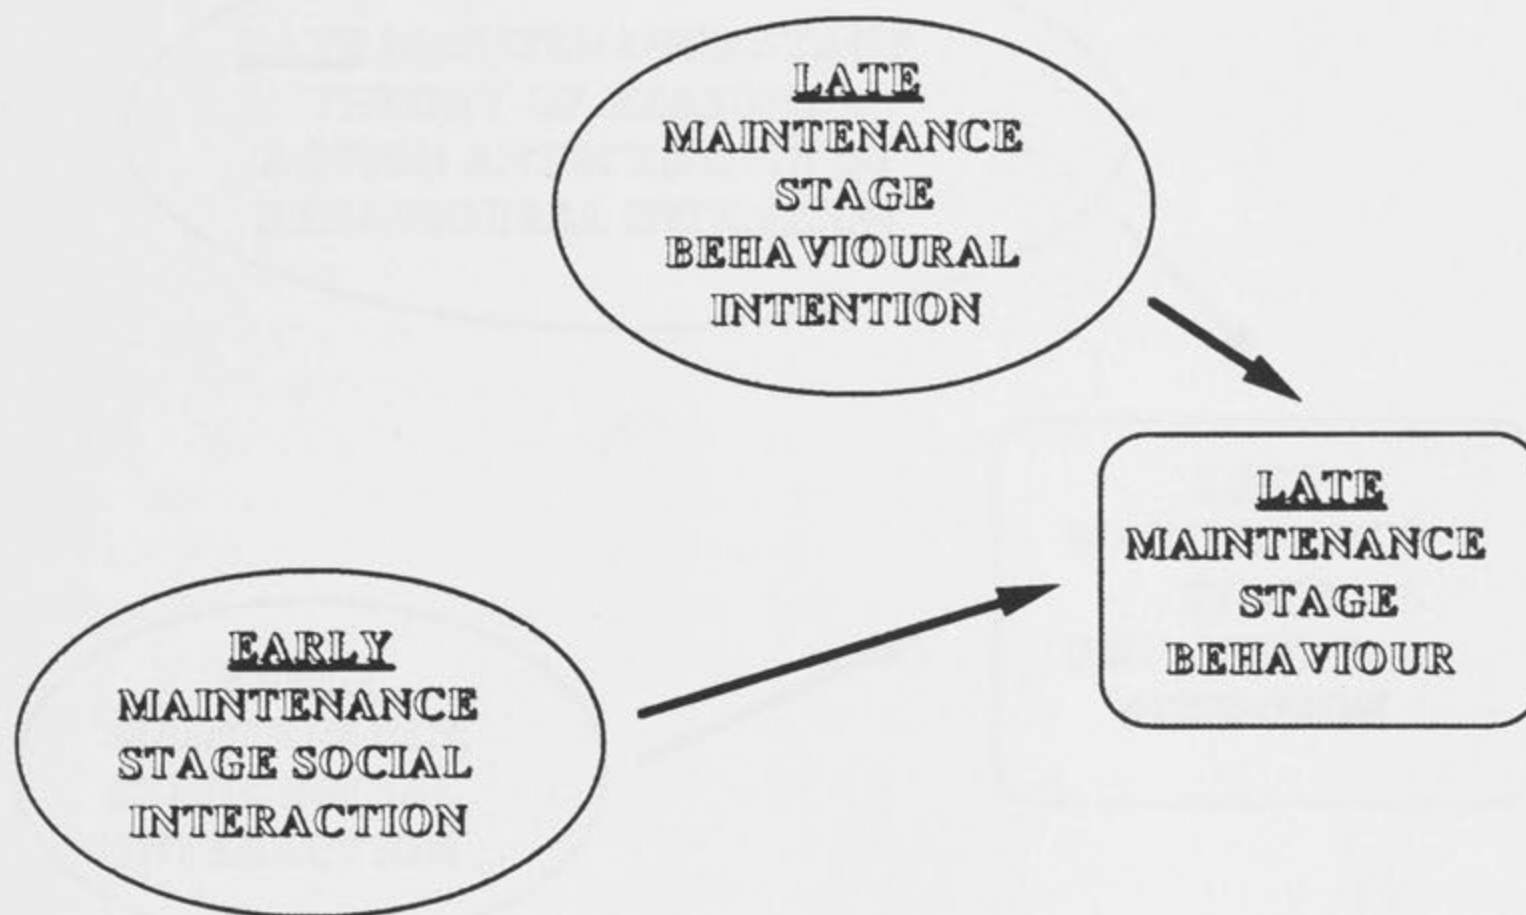 LATE
MAINTENANCE
STAGE
BEHAVIOURAL
INTENTION
LATE
MAINTENANCE
STAGE
BEHAVIOUR
EARLY
MAINTENANCE
STAGE SOCIAL
INTERACTION